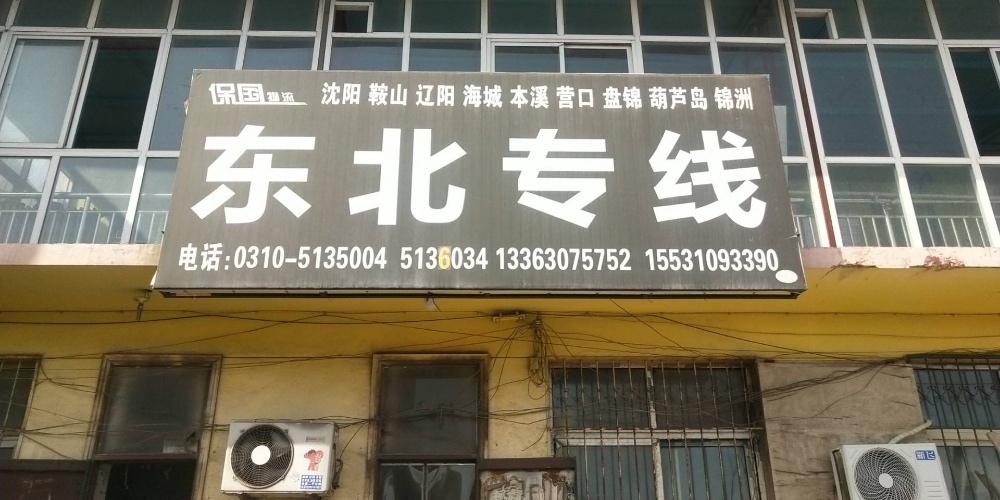 保国物流 沈阳 鞍山 辽阳 海城 本溪 营口 盘锦 葫芦岛 锦洲
东北专线
电话:0310-5135004 5136034 13363075752 15531093390